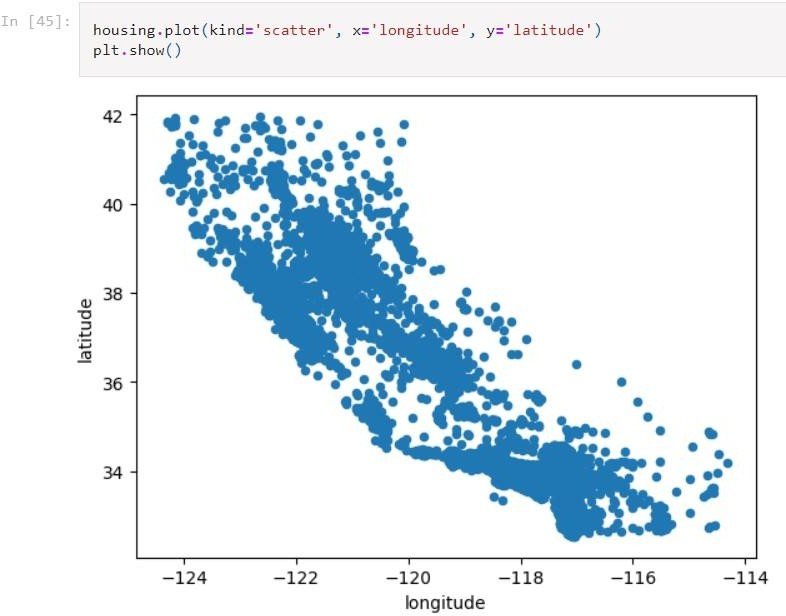 In [45]:
housing.plot(kind='scatter', x='longitude', y='latitude')
plt.show()
42
40
38
36
34
latitude
−124 −122 −120 −118 −116 −114
longitude